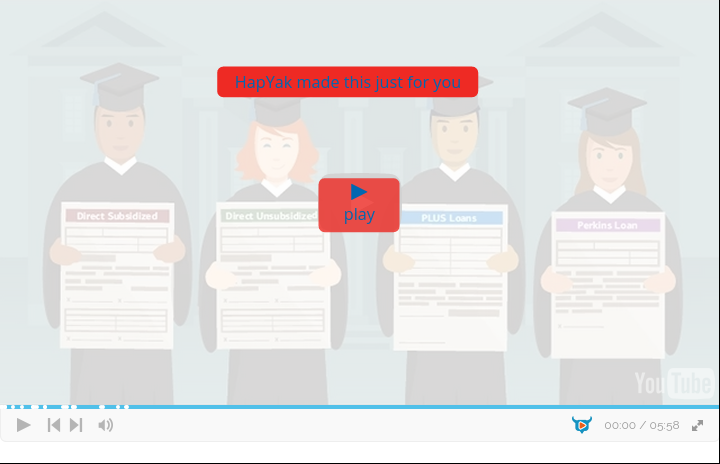 HapYak made this just for you
play
Direct Subsidized
Direct Unsubsidized
PLUS Loans
Perkins Loan
YouTube
00:00 / 05:58